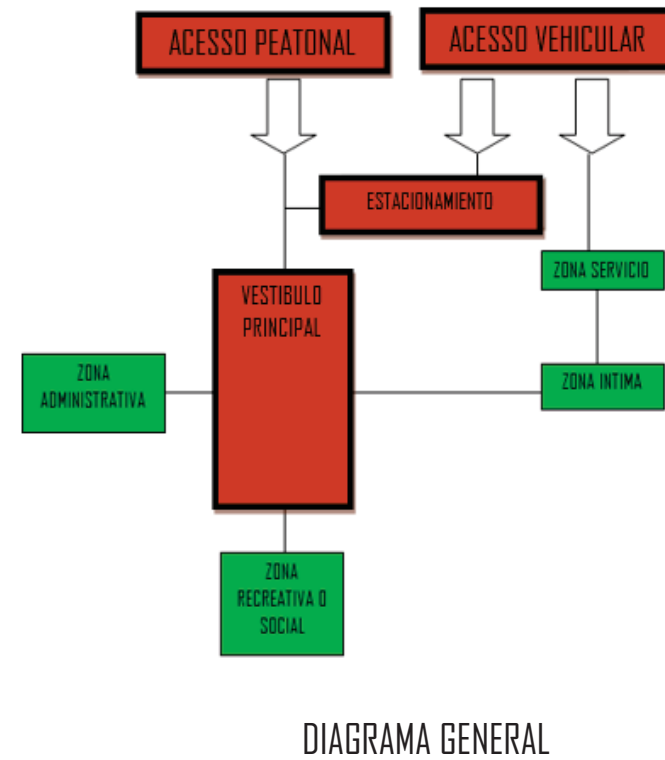 ACESSO PEATONAL
ACESSO VEHICULAR
ESTACIONAMIENTO
ZONA SERVICIO
VESTIBULO
PRINCIPAL
ZONA
ADMINISTRATIVA
ZONA INTIMA
ZONA
RECREATIVA O
SOCIAL
DIAGRAMA GENERAL